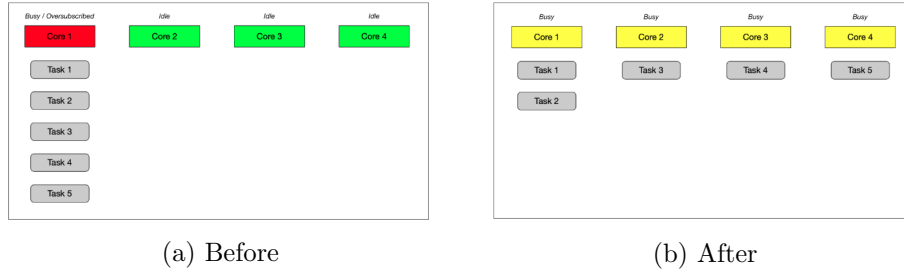 Busy / Oversubscribed Idle Idle Idle
Core 1 Core 2 Core 3 Core 4
Task 1
Task 2
Task 3
Task 4
Task 5
(a) Before
Busy Busy Busy Busy
Core 1 Core 2 Core 3 Core 4
Task 1 Task 3 Task 4 Task 5
Task 2
(b) After